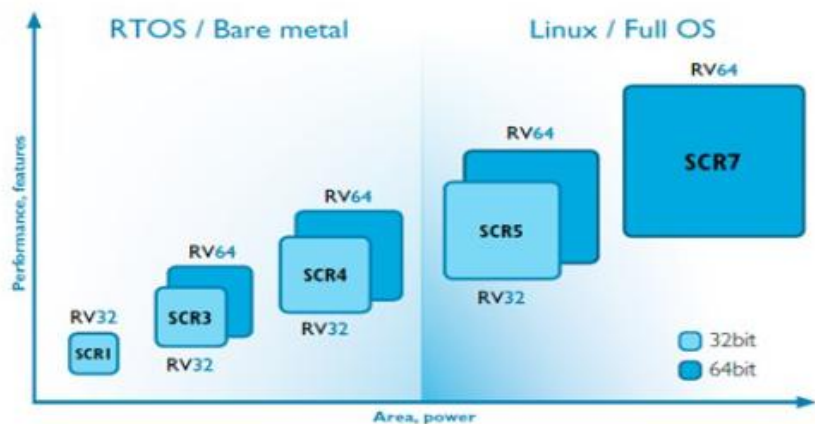 RTOS / Bare metal
Linux / Full OS
Performance, features
RV64
SCR7
RV64
SCR5
RV32
RV64
SCR4
RV32
RV64
SCR3
RV32
RV32
SCR1
32bit
64bit
Area, power